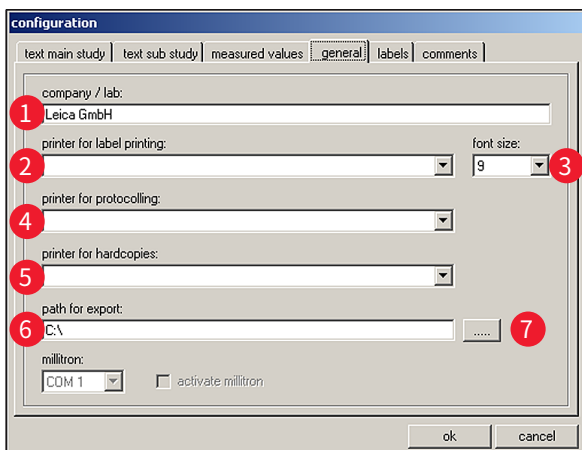 configuration
text main study text sub study measured values general labels comments
company / lab:
1 Leica GmbH
printer for label printing: font size:
2 9 3
printer for protocolling:
4
printer for hardcopies:
5
path for export:
6 C:\ ..... 7
millitron:
COM 1 activate millitron
ok cancel